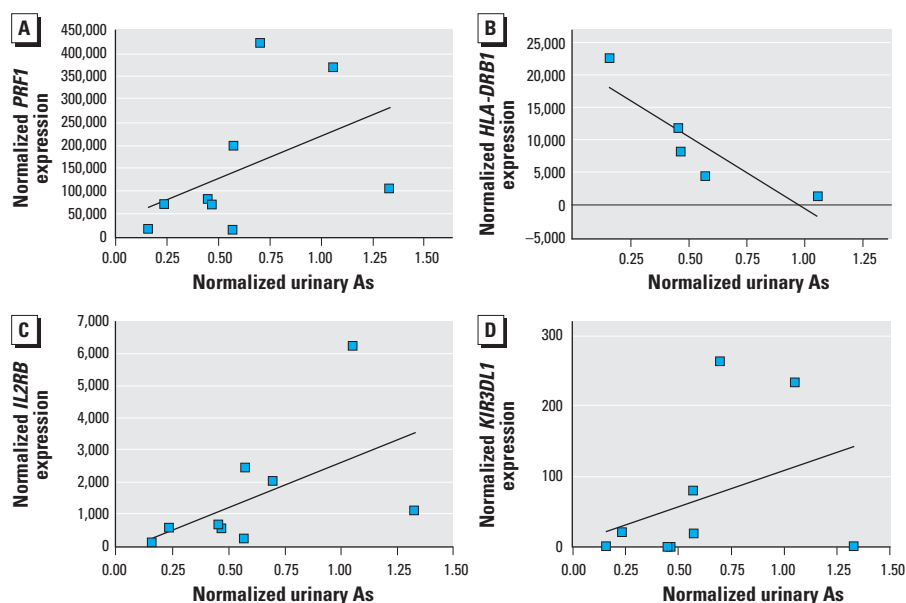 A
Normalized PRF1
expression
450,000
400,000
350,000
300,000
250,000
200,000
150,000
100,000
50,000
0
0.00 0.25 0.50 0.75 1.00 1.25 1.50
Normalized urinary As
B
Normalized HLA-DRB1
expression
25,000
20,000
15,000
10,000
5,000
0
–5,000
0.25 0.50 0.75 1.00 1.25
Normalized urinary As
C
Normalized IL2RB
expression
7,000
6,000
5,000
4,000
3,000
2,000
1,000
0
0.00 0.25 0.50 0.75 1.00 1.25 1.50
Normalized urinary As
D
Normalized KIR3DL1
expression
300
200
100
0
0.00 0.25 0.50 0.75 1.00 1.25 1.50
Normalized urinary As